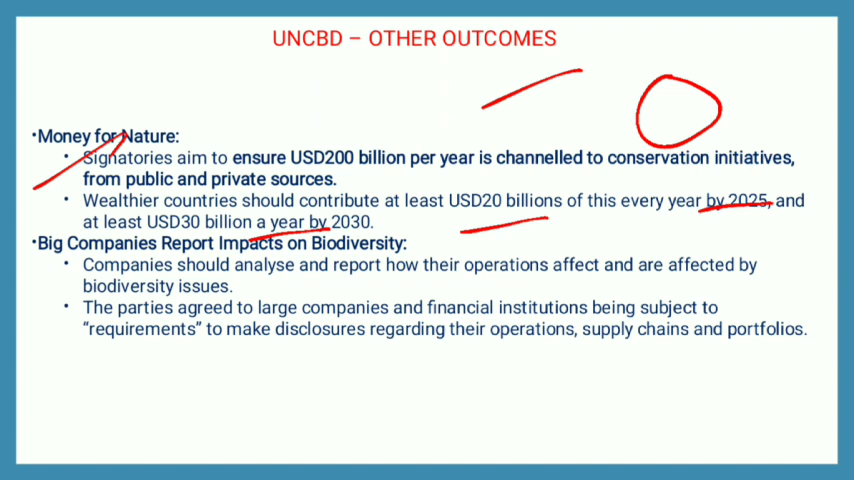 UNCBD – OTHER OUTCOMES
•Money for Nature:
• Signatories aim to ensure USD200 billion per year is channelled to conservation initiatives,
from public and private sources.
• Wealthier countries should contribute at least USD20 billions of this every year by 2025, and
at least USD30 billion a year by 2030.
•Big Companies Report Impacts on Biodiversity:
• Companies should analyse and report how their operations affect and are affected by
biodiversity issues.
• The parties agreed to large companies and financial institutions being subject to
“requirements” to make disclosures regarding their operations, supply chains and portfolios.